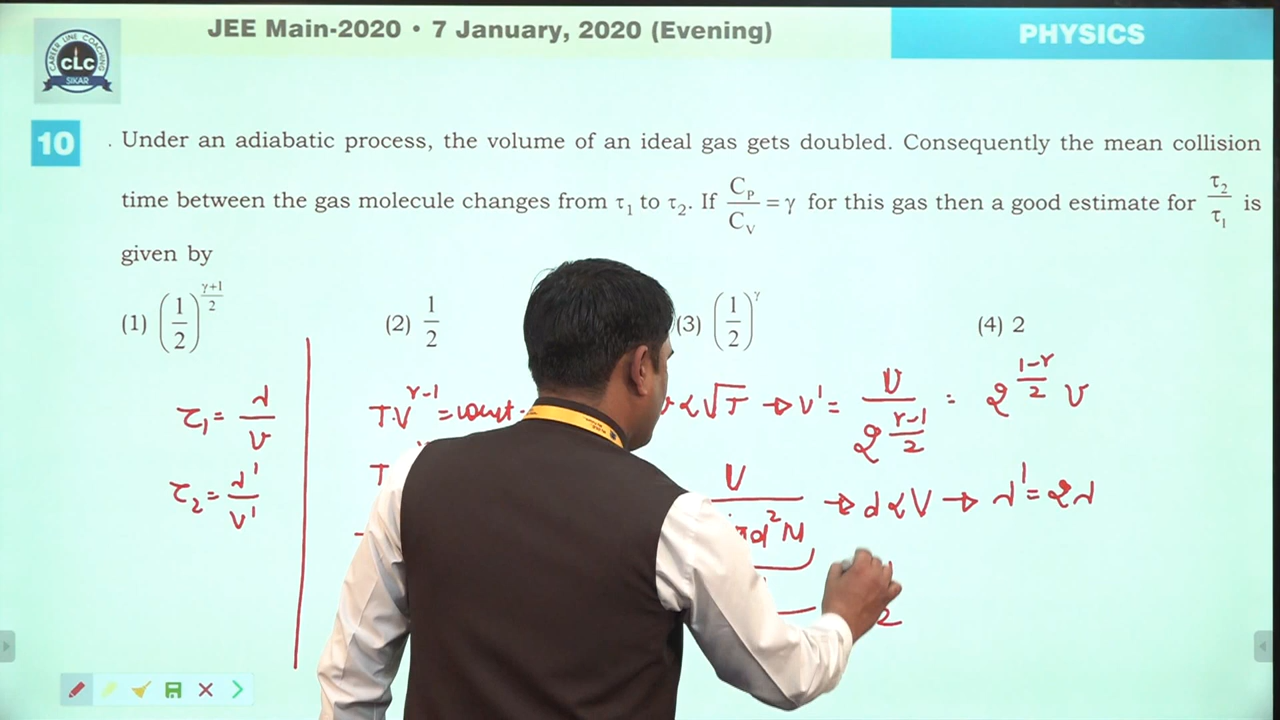 JEE Main-2020 • 7 January, 2020 (Evening)
PHYSICS
CAREER LINE COACHING
CLC
SIKAR
10
. Under an adiabatic process, the volume of an ideal gas gets doubled. Consequently the mean collision
time between the gas molecule changes from τ₁ to τ₂. If C_P/C_V = γ for this gas then a good estimate for τ₂/τ₁ is
given by
(1) (1/2)^((γ+1)/2) (2) 1/2 (3) (1/2)^γ (4) 2
τ₁ = λ/v
τ₂ = λ'/v'
T.V^(γ-1) = const.
v α √T → v' = v/2^((γ-1)/2) = 2^((1-γ)/2) v
T
V
d²N → λ α V → λ' = 2λ
2